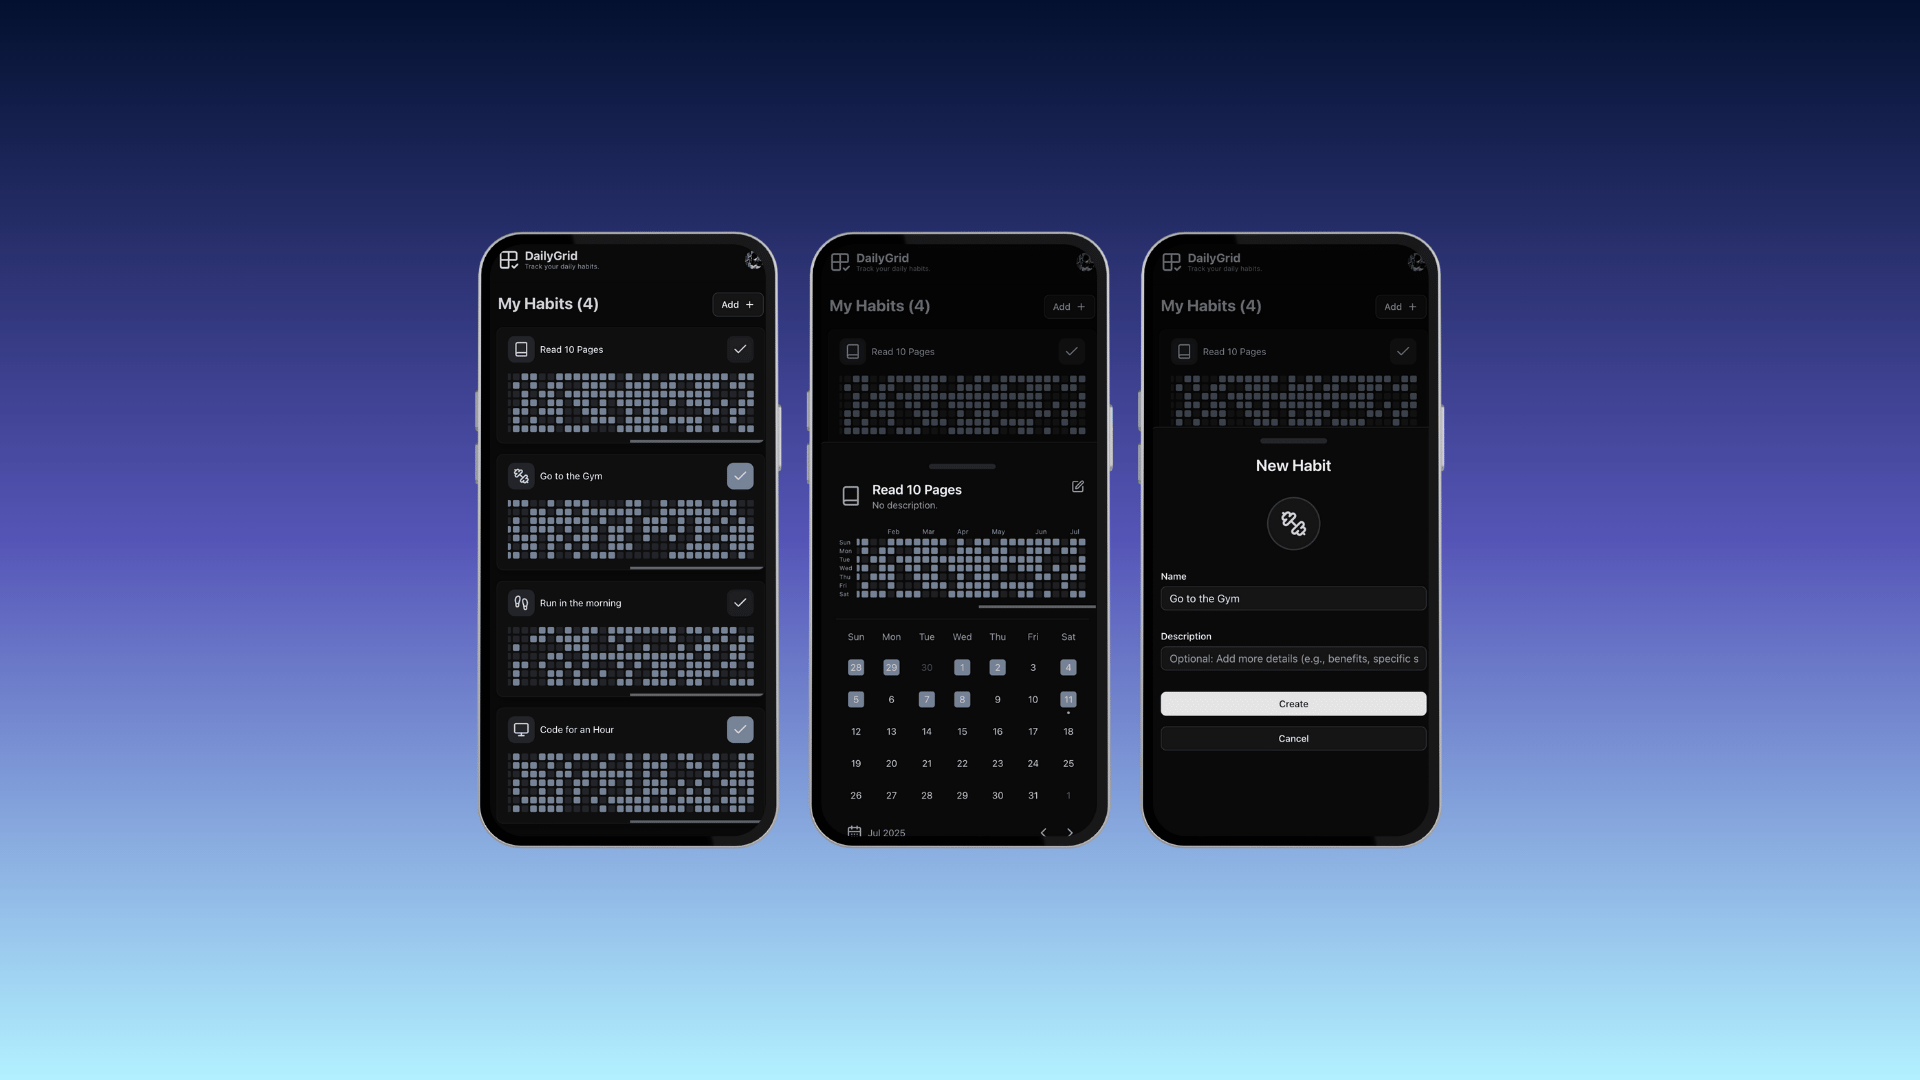 DailyGrid
Track your daily habits.
My Habits (4)
Add +
Read 10 Pages
Go to the Gym
Run in the morning
Code for an Hour
DailyGrid
Track your daily habits.
My Habits (4)
Add +
Read 10 Pages
Read 10 Pages
No description.
Feb Mar Apr May Jun Jul
Sun
Mon
Tue
Wed
Thu
Fri
Sat
Sun Mon Tue Wed Thu Fri Sat
28 29 30 1 2 3 4
5 6 7 8 9 10 11
12 13 14 15 16 17 18
19 20 21 22 23 24 25
26 27 28 29 30 31 1
Jul 2025
DailyGrid
Track your daily habits.
My Habits (4)
Add +
Read 10 Pages
New Habit
Name
Go to the Gym
Description
Optional: Add more details (e.g., benefits, specific s
Create
Cancel